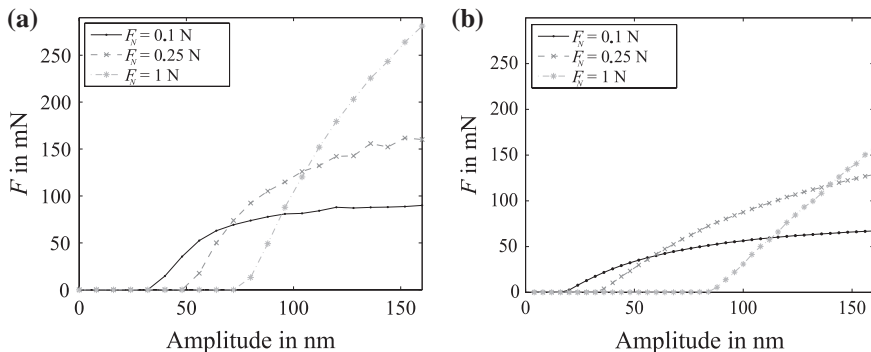 (a)
F_N = 0.1 N
F_N = 0.25 N
F_N = 1 N
F in mN
250
200
150
100
50
0
0
50
100
150
Amplitude in nm
(b)
F_N = 0.1 N
F_N = 0.25 N
F_N = 1 N
F in mN
250
200
150
100
50
0
0
50
100
150
Amplitude in nm